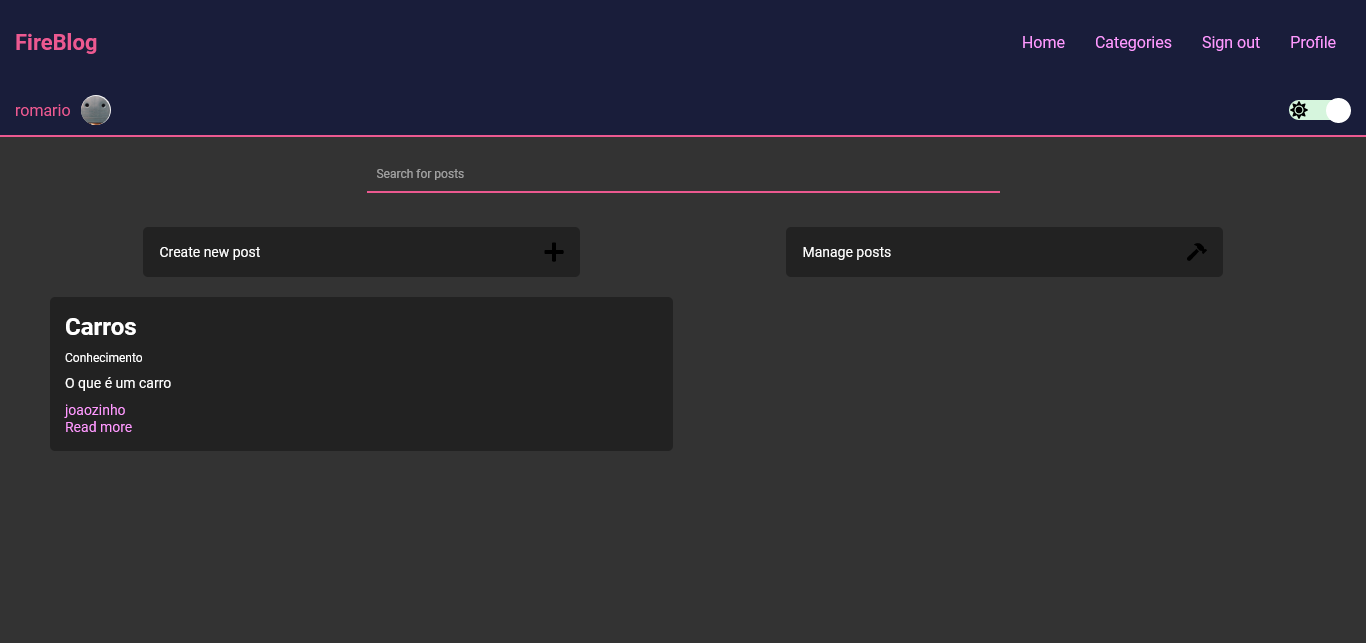 FireBlog
Home
Categories
Sign out
Profile
romario
Search for posts
Create new post
Manage posts
Carros
Conhecimento
O que é um carro
joaozinho
Read more